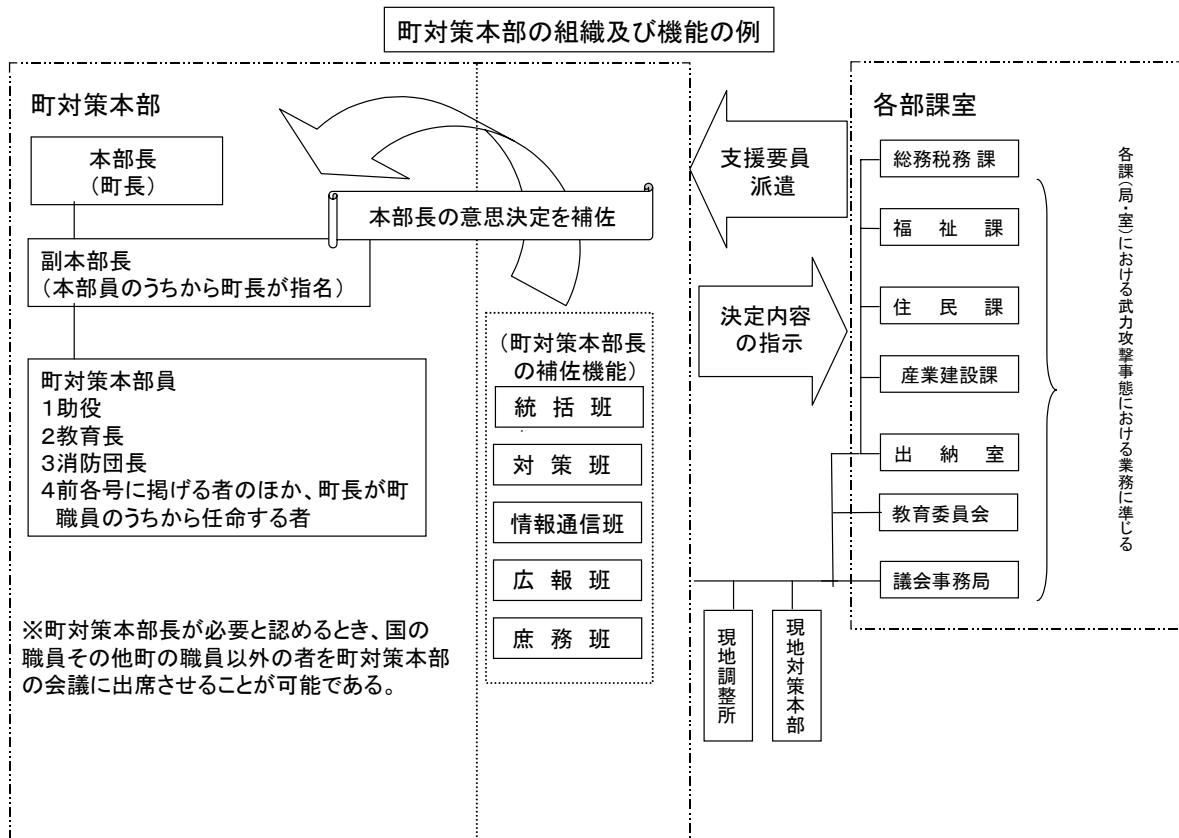 町対策本部の組織及び機能の例
町対策本部
本部長
(町長)
副本部長
(本部員のうちから町長が指名)
町対策本部員
1助役
2教育長
3消防団長
4前各号に掲げる者のほか、町長が町
職員のうちから任命する者
※町対策本部長が必要と認めるとき、国の
職員その他町の職員以外の者を町対策本部
の会議に出席させることが可能である。
本部長の意思決定を補佐
(町対策本部長
の補佐機能)
統括班
対策班
情報通信班
広報班
庶務班
支援要員
派遣
決定内容
の指示
現地調整所
現地対策本部
各部課室
総務税務課
福祉課
住民課
産業建設課
出納室
教育委員会
議会事務局
各課(局・室)における武力攻撃事態における業務に準じる